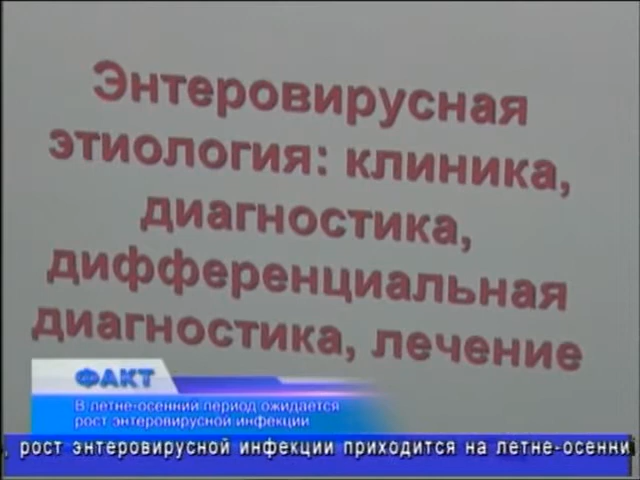 Энтеровирусная
этиология: клиника,
диагностика,
дифференциальная
диагностика, лечение
ФАКТ
В летне-осенний период ожидается
рост энтеровирусной инфекции
, рост энтеровирусной инфекции приходится на летне-осенни